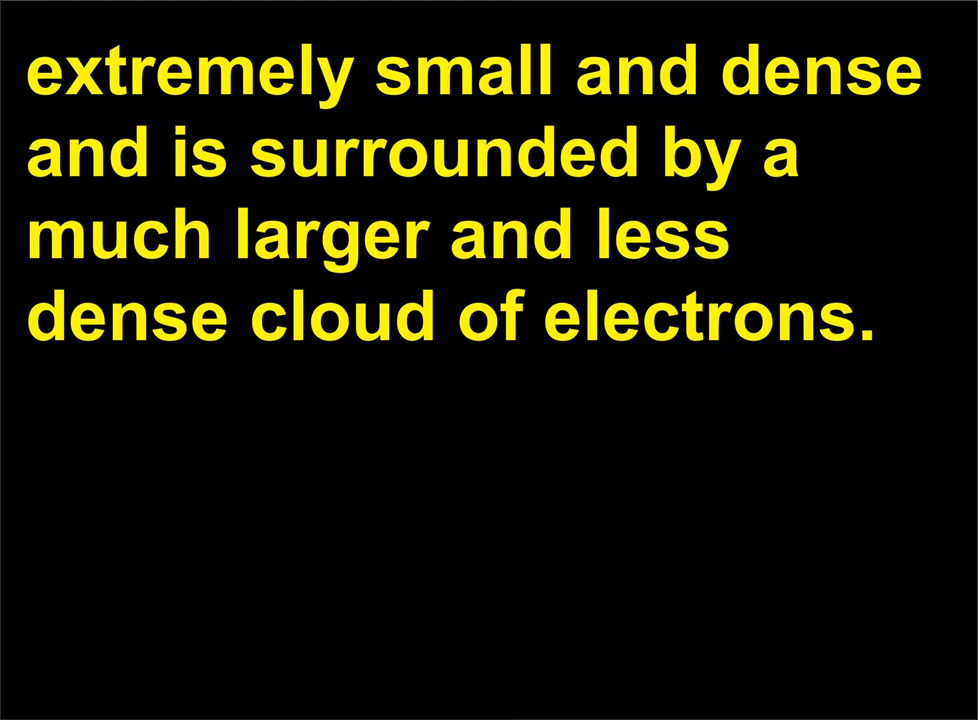 extremely small and dense
and is surrounded by a
much larger and less
dense cloud of electrons.